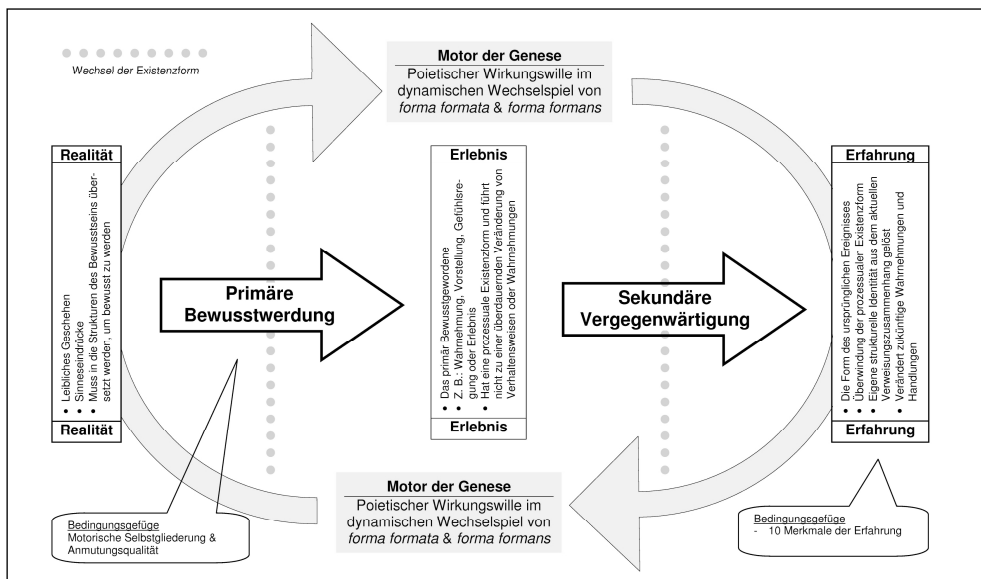 Wechsel der Existenzform
Motor der Genese
Poietischer Wirkungswille im
dynamischen Wechselspiel von
forma formata & forma formans
Realität
• Leibliches Geschehen
• Sinneseindrücke
• Muss in die Strukturen des Bewusstseins über-
setzt werden, um bewusst zu werden
Realität
Primäre
Bewusstwerdung
Erlebnis
• Das primär Bewusstgewordene
• Z. B.: Wahrnehmung, Vorstellung, Gefühlsre-
gung oder Erlebnis
• Hat eine prozessuale Existenzform und führt
nicht zu einer überdauernden Veränderung von
Verhaltensweisen oder Wahrnehmungen
Erlebnis
Sekundäre
Vergegenwärtigung
Erfahrung
• Die Form des ursprünglichen Ereignisses
• Überwindung der prozessualer Existenzform
• Eigene strukturelle Identität aus dem aktuellen
Verweisungszusammenhang gelöst
• Verändert zukünftige Wahrnehmungen und
Handlungen
Erfahrung
Motor der Genese
Poietischer Wirkungswille im
dynamischen Wechselspiel von
forma formata & forma formans
Bedingungsgefüge
Motorische Selbstgliederung &
Anmutungsqualität
Bedingungsgefüge
- 10 Merkmale der Erfahrung